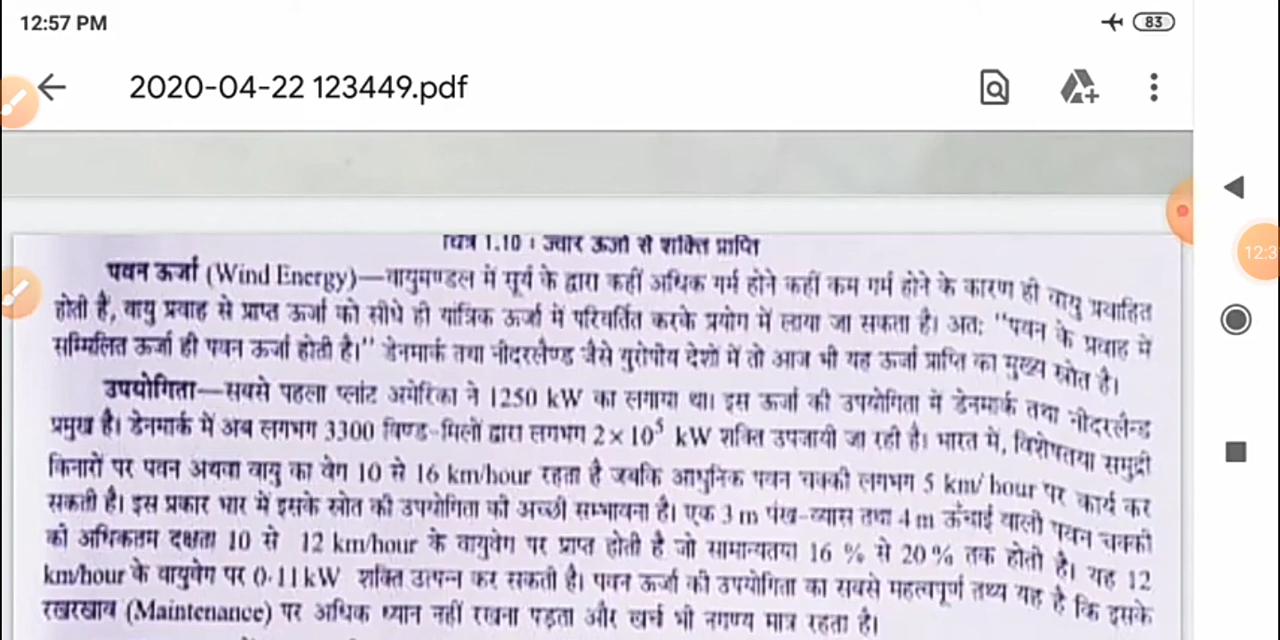 12:57 PM
83
2020-04-22 123449.pdf
चित्र 1.10 : ज्वार ऊर्जा से शक्ति प्राप्ति
पवन ऊर्जा (Wind Energy)—वायुमण्डल में सूर्य के द्वारा कहीं अधिक गर्म होने कहीं कम गर्म होने के कारण ही वायु प्रवाहित
होती है, वायु प्रवाह से प्राप्त ऊर्जा को सीधे ही यांत्रिक ऊर्जा में परिवर्तित करके प्रयोग में लाया जा सकता है। अतः "पवन के प्रवाह में
सम्मिलित ऊर्जा ही पवन ऊर्जा होती है।" डेनमार्क तथा नीदरलैण्ड जैसे युरोपीय देशों में तो आज भी यह ऊर्जा प्राप्ति का मुख्य स्रोत है।
उपयोगिता—सबसे पहला प्लांट अमेरिका ने 1250 kW का लगाया था। इस ऊर्जा की उपयोगिता में डेनमार्क तथा नीदरलैन्ड
प्रमुख है। डेनमार्क में अब लगभग 3300 विण्ड-मिलों द्वारा लगभग 2 × 10⁵ kW शक्ति उपजायी जा रही है। भारत में, विशेषतया समुद्री
किनारों पर पवन अथवा वायु का वेग 10 से 16 km/hour रहता है जबकि आधुनिक पवन चक्की लगभग 5 km/ hour पर कार्य कर
सकती है। इस प्रकार भार में इसके स्रोत की उपयोगिता की अच्छी सम्भावना है। एक 3 m पंख-व्यास तथा 4 m ऊँचाई वाली पवन चक्की
को अधिकतम दक्षता 10 से 12 km/hour के वायुवेग पर प्राप्त होती है जो सामान्यतया 16 % से 20 % तक होती है। यह 12
km/hour के वायुवेग पर 0·11 kW शक्ति उत्पन्न कर सकती है। पवन ऊर्जा की उपयोगिता का सबसे महत्वपूर्ण तथ्य यह है कि इसके
रखरखाव (Maintenance) पर अधिक ध्यान नहीं रखना पड़ता और खर्च भी नगण्य मात्र रहता है।
12:3